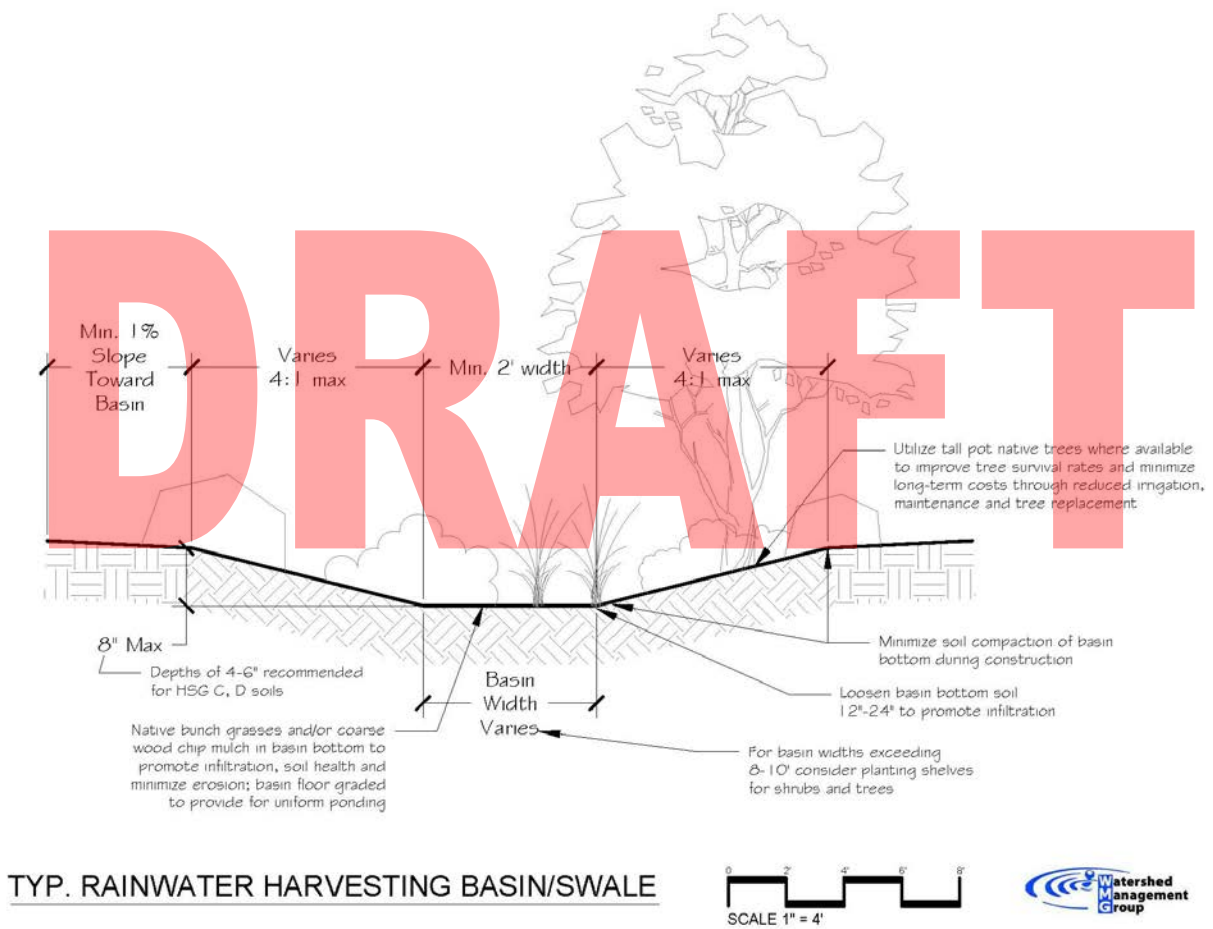 DRAFT
Min. 1%
Slope
Toward
Basin
Varies
4:1 max
Min. 2' width
Varies
4:1 max
Utilize tall pot native trees where available
to improve tree survival rates and minimize
long-term costs through reduced irrigation,
maintenance and tree replacement
8" Max
Depths of 4-6" recommended
for HSG C, D soils
Minimize soil compaction of basin
bottom during construction
Basin
Width
Varies
Loosen basin bottom soil
12"-24" to promote infiltration
Native bunch grasses and/or coarse
wood chip mulch in basin bottom to
promote infiltration, soil health and
minimize erosion; basin floor graded
to provide for uniform ponding
For basin widths exceeding
8-10' consider planting shelves
for shrubs and trees
TYP. RAINWATER HARVESTING BASIN/SWALE
0 2' 4' 6' 8'
SCALE 1" = 4'
Watershed
Management
Group